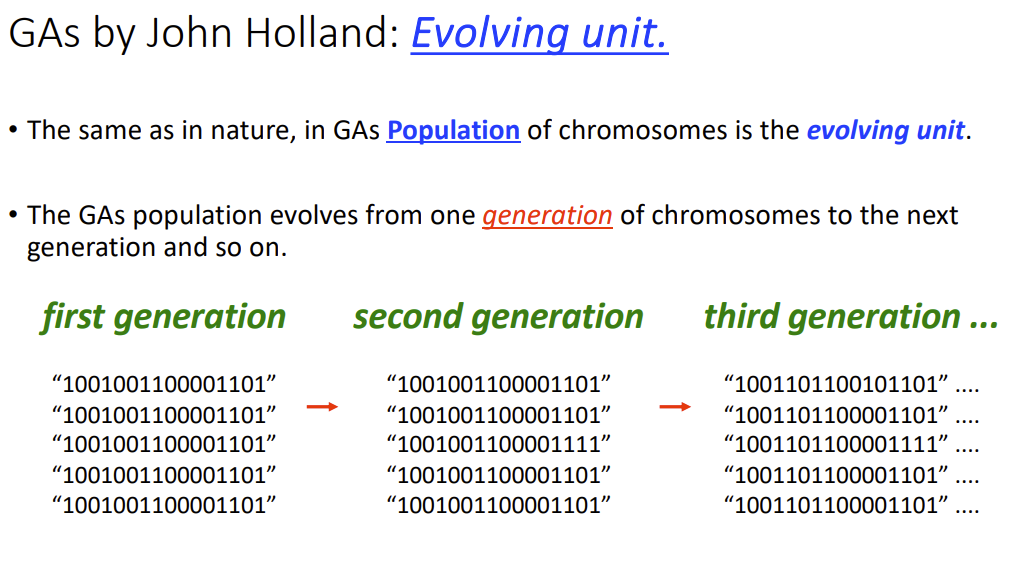 GAs by John Holland: Evolving unit.
• The same as in nature, in GAs Population of chromosomes is the evolving unit.
• The GAs population evolves from one generation of chromosomes to the next
generation and so on.
first generation second generation third generation ...
“1001001100001101” “1001001100001101” “1001101100101101” ....
“1001001100001101” “1001001100001101” “1001101100001101” ....
“1001001100001101” “1001001100001111” “1001101100001111” ....
“1001001100001101” “1001001100001101” “1001101100001101” ....
“1001001100001101” “1001001100001101” “1001101100001101” ....